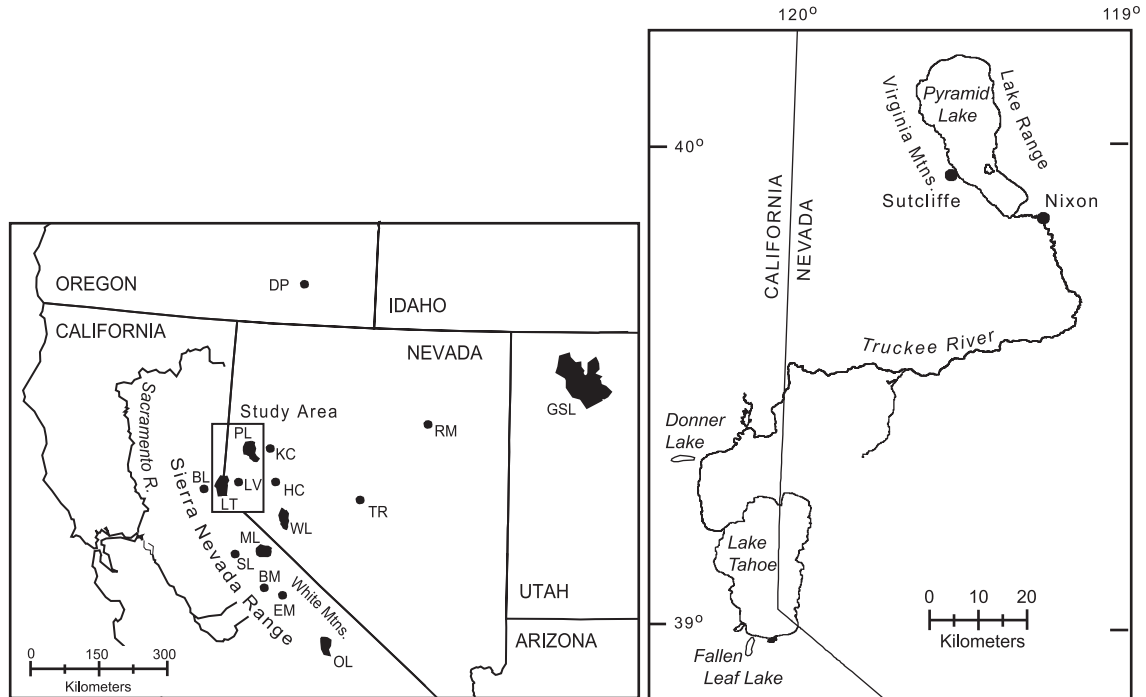 OREGON
DP
IDAHO
CALIFORNIA
NEVADA
Sacramento R.
Study Area
GSL
PL
RM
KC
BL
LV
HC
LT
TR
Sierra Nevada Range
WL
ML
SL
BM
White Mtns.
EM
UTAH
ARIZONA
OL
0 150 300
Kilometers
120° 119°
Pyramid
Lake
Virginia Mtns.
Lake Range
40°
Sutcliffe
Nixon
CALIFORNIA
NEVADA
Truckee River
Donner
Lake
Lake
Tahoe
0 10 20
Kilometers
39°
Fallen
Leaf Lake